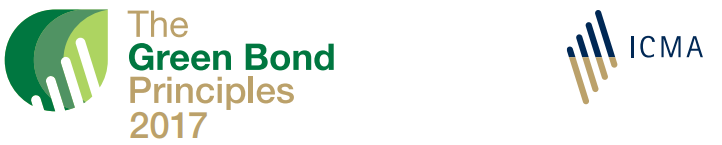 The
Green Bond
Principles
2017
ICMA